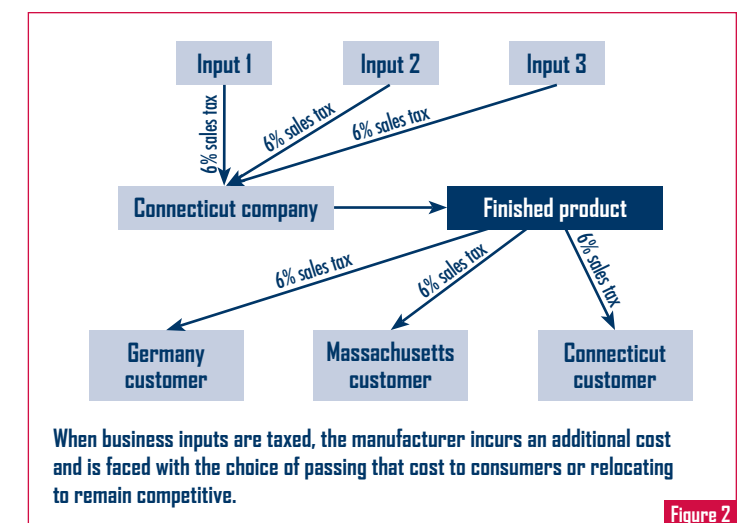 Input 1
Input 2
Input 3
6% sales tax
6% sales tax
6% sales tax
Connecticut company
Finished product
6% sales tax
6% sales tax
6% sales tax
Germany
customer
Massachusetts
customer
Connecticut
customer
When business inputs are taxed, the manufacturer incurs an additional cost
and is faced with the choice of passing that cost to consumers or relocating
to remain competitive.
Figure 2